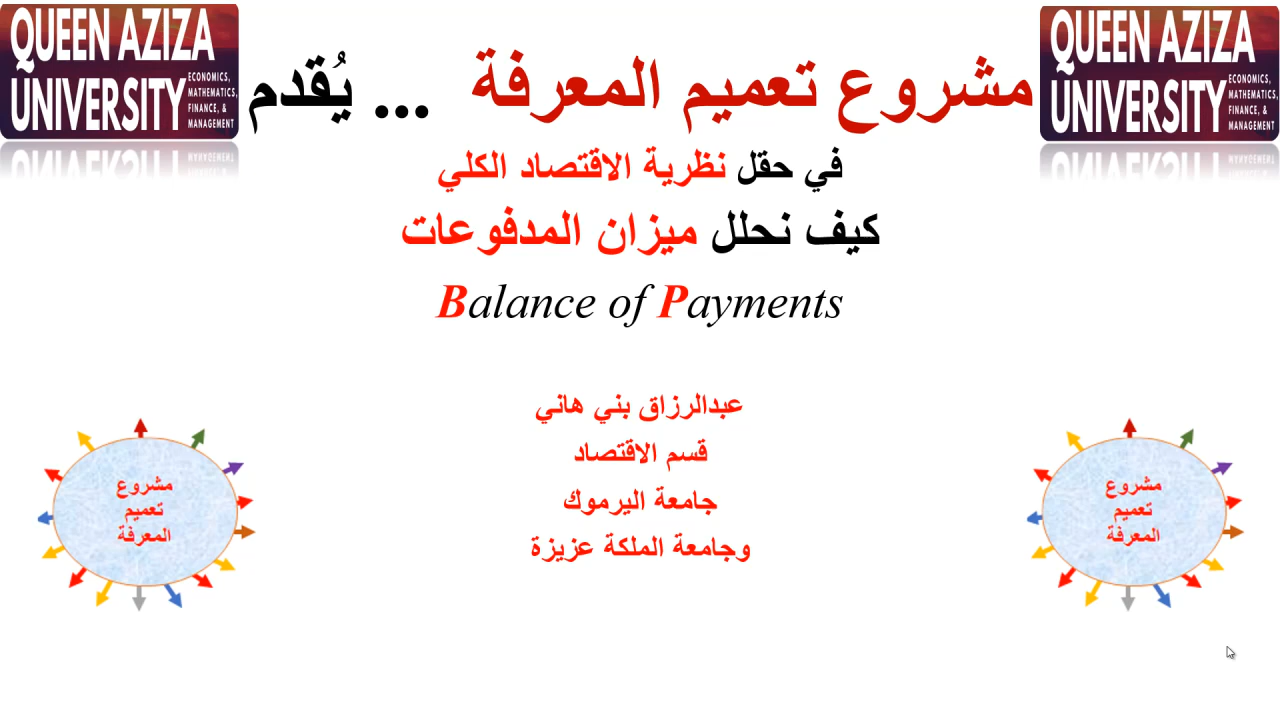 QUEEN AZIZA
UNIVERSITY
ECONOMICS,
MATHEMATICS,
FINANCE, &
MANAGEMENT
مشروع تعميم المعرفة ... يُقدم
QUEEN AZIZA
UNIVERSITY
ECONOMICS,
MATHEMATICS,
FINANCE, &
MANAGEMENT
في حقل نظرية الاقتصاد الكلي
كيف نحلل ميزان المدفوعات
Balance of Payments
عبدالرزاق بني هاني
قسم الاقتصاد
جامعة اليرموك
وجامعة الملكة عزيزة
مشروع
تعميم
المعرفة
مشروع
تعميم
المعرفة